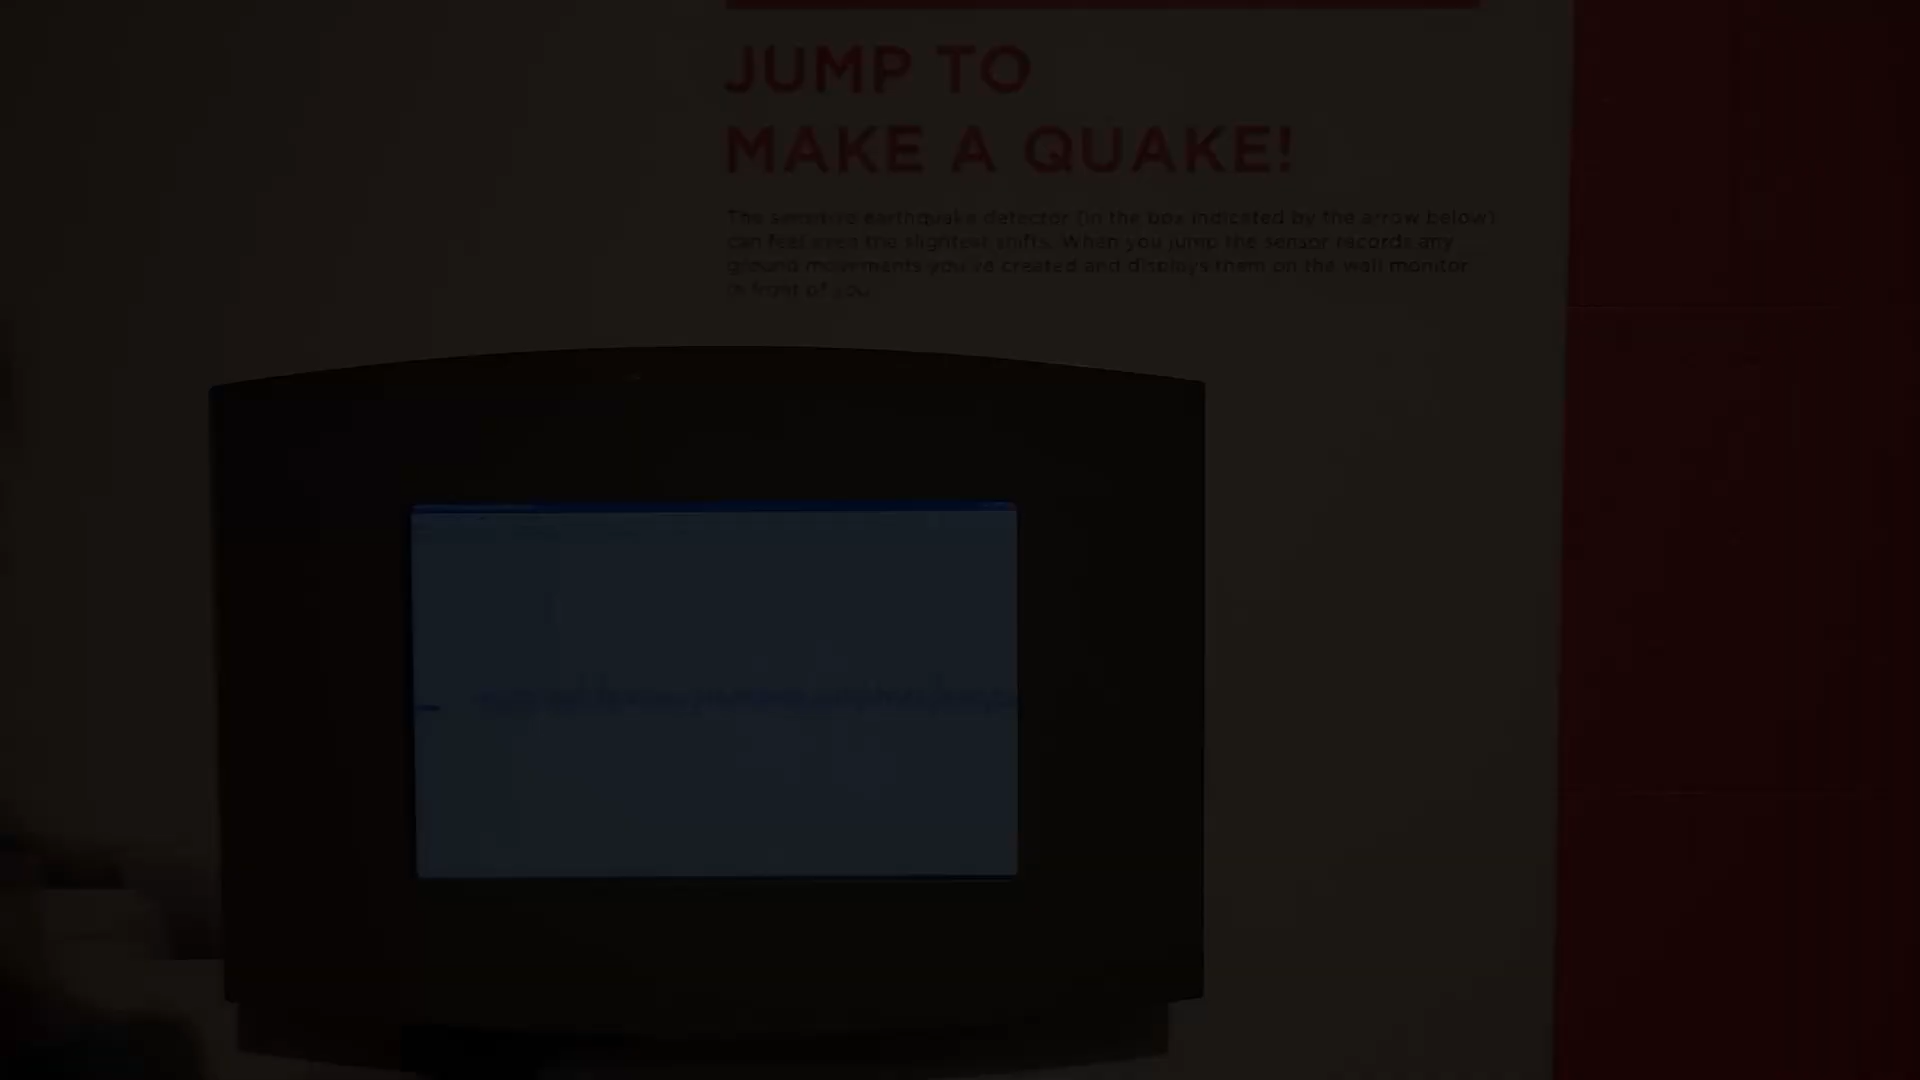 JUMP TO
MAKE A QUAKE!
The sensitive earthquake detector (in the box indicated by the arrow below)
can feel even the slightest shifts. When you jump the sensor records any
ground movements you've created and displays them on the wall monitor
in front of you.